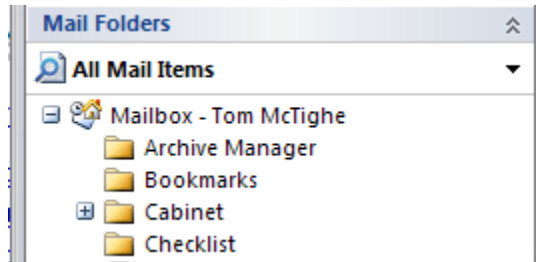 Mail Folders
All Mail Items
Mailbox - Tom McTighe
Archive Manager
Bookmarks
Cabinet
Checklist